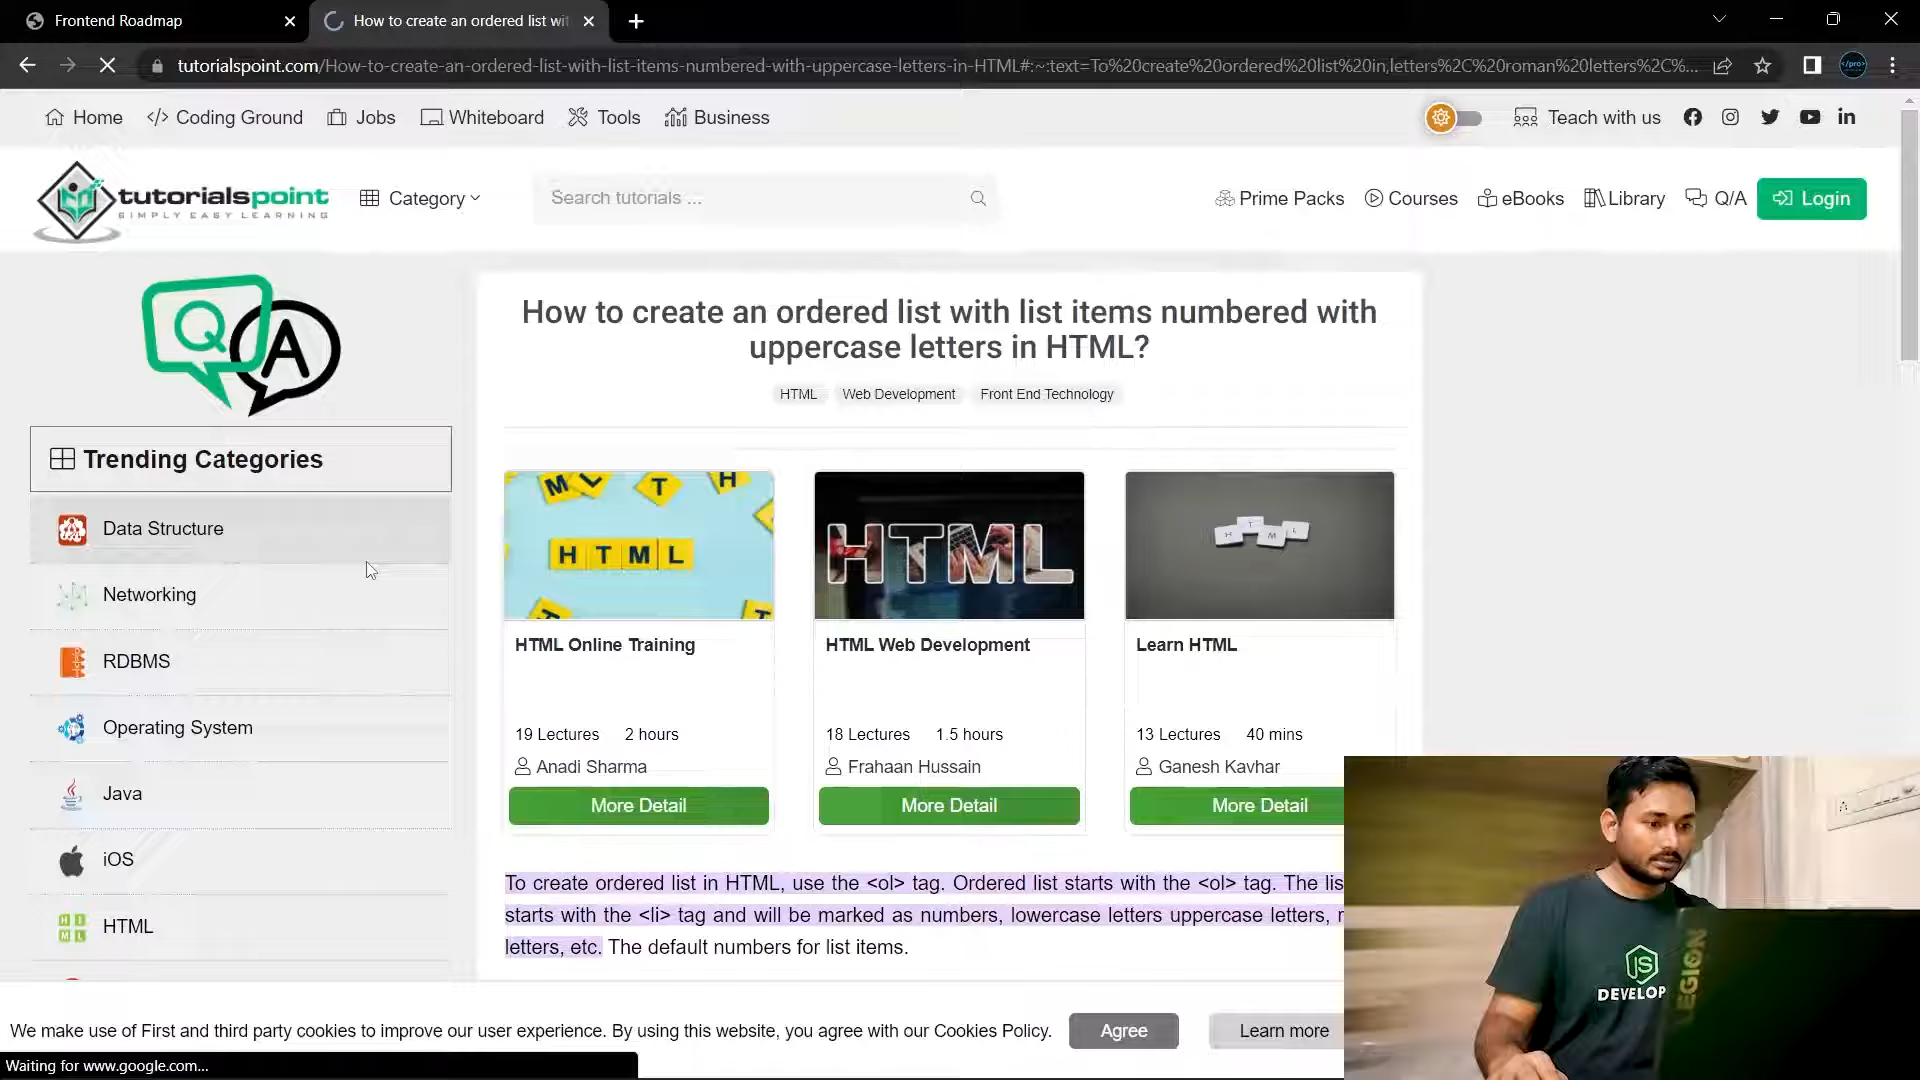 Frontend Roadmap
How to create an ordered list wit
tutorialspoint.com/How-to-create-an-ordered-list-with-list-items-numbered-with-uppercase-letters-in-HTML#:~:text=To%20create%20ordered%20list%20in,letters%2C%20roman%20letters%2C%...
</pro>
Home </> Coding Ground Jobs Whiteboard Tools Business Teach with us
tutorialspoint
SIMPLY EASY LEARNING
Category
Search tutorials ...
Prime Packs Courses eBooks Library Q/A Login
Q A
How to create an ordered list with list items numbered with
uppercase letters in HTML?
HTML Web Development Front End Technology
Trending Categories
Data Structure
Networking
RDBMS
Operating System
Java
iOS
HTML
HTML
HTML
HTML
HTML Online Training
19 Lectures 2 hours
Anadi Sharma
More Detail
HTML Web Development
18 Lectures 1.5 hours
Frahaan Hussain
More Detail
Learn HTML
13 Lectures 40 mins
Ganesh Kavhar
More Detail
To create ordered list in HTML, use the <ol> tag. Ordered list starts with the <ol> tag. The lis
starts with the <li> tag and will be marked as numbers, lowercase letters uppercase letters, r
letters, etc. The default numbers for list items.
We make use of First and third party cookies to improve our user experience. By using this website, you agree with our Cookies Policy. Agree Learn more
Waiting for www.google.com...
JS
DEVELOP
LEGION